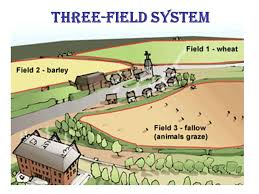 THREE-FIELD SYSTEM
Field 1 - wheat
Field 2 - barley
Field 3 - fallow
(animals graze)